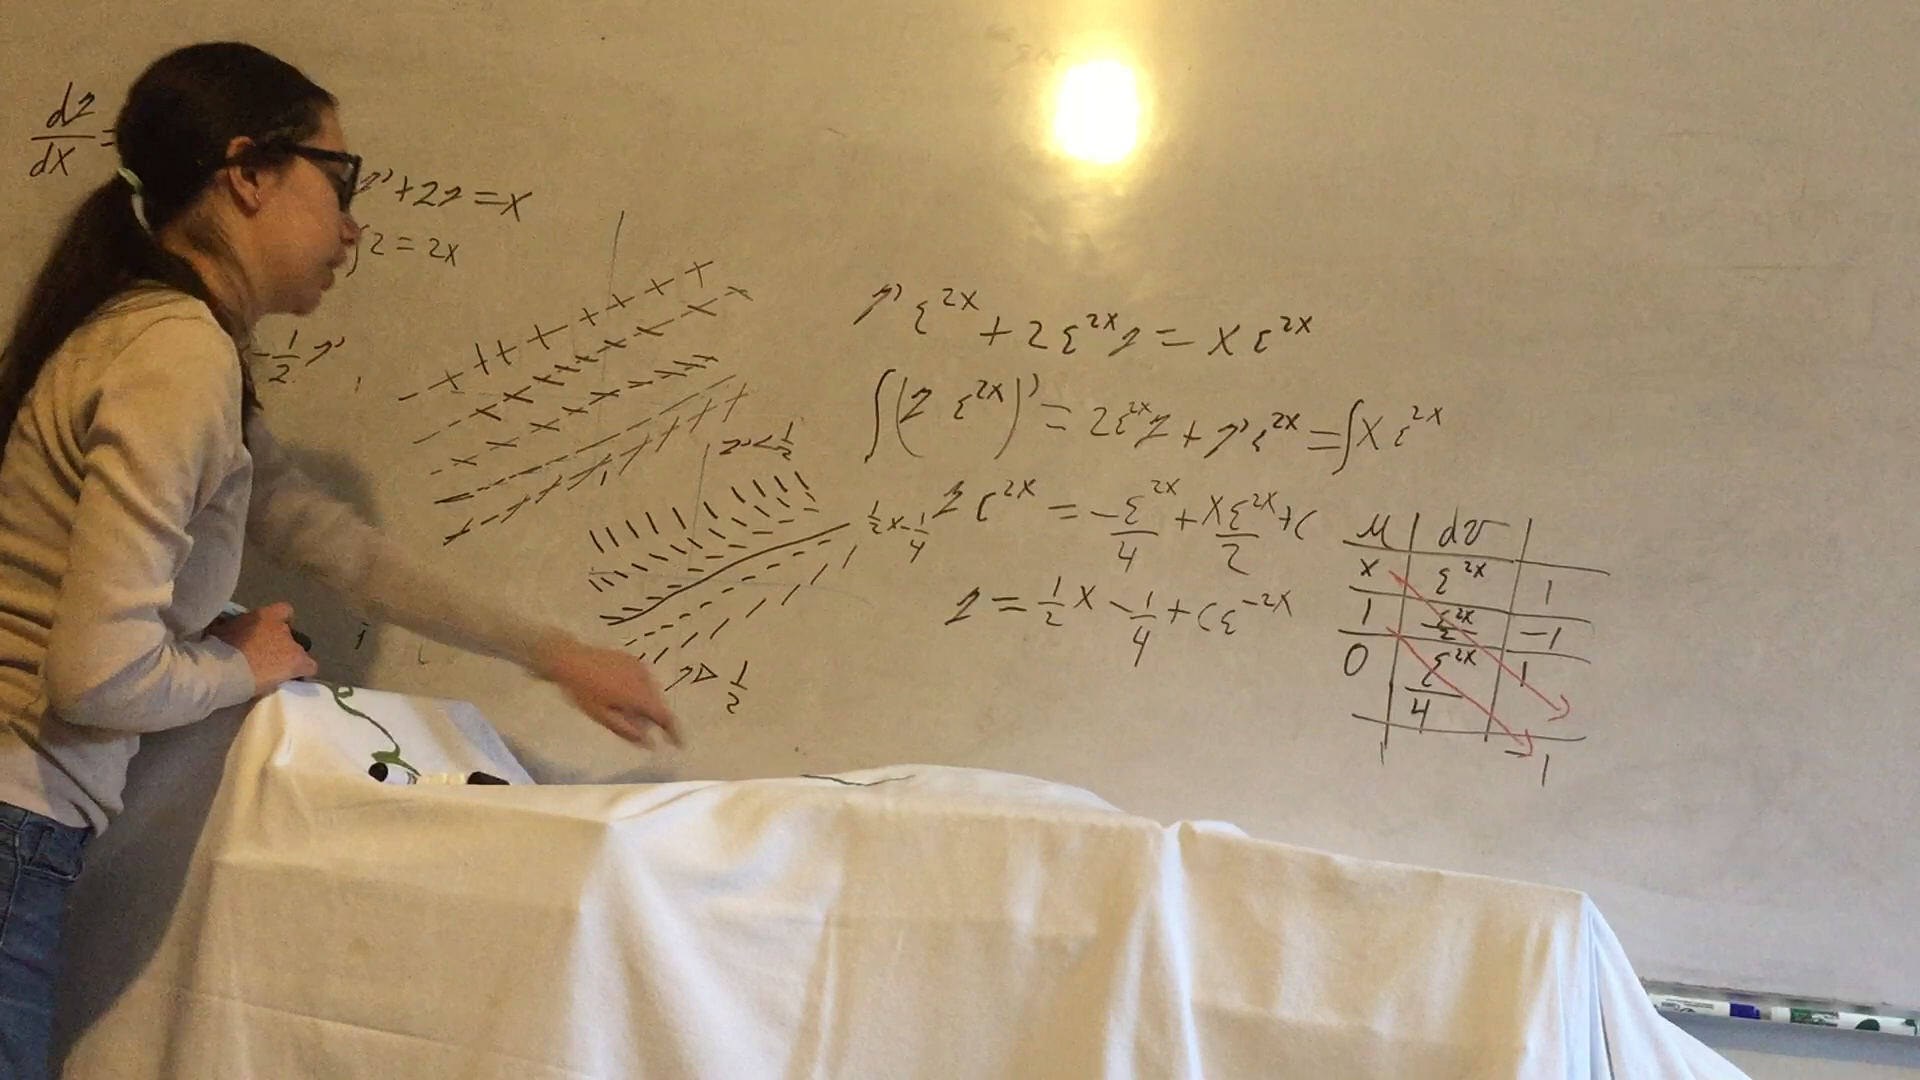 dy/dx =
y' + 2y = x
∫2 = 2x
-1/2 y'
y' e^{2x} + 2e^{2x} y = x e^{2x}
∫(y e^{2x})' = 2e^{2x} y + y' e^{2x} = ∫x e^{2x}
y' < 1/2
1/2 x - 1/4
y e^{2x} = -e^{2x}/4 + x e^{2x}/2 + c
y = 1/2 x - 1/4 + c e^{-2x}
y' > 1/2
u | dv |
x | e^{2x} | 1
1 | e^{2x}/2 | -1
0 | e^{2x}/4 | 1
-1